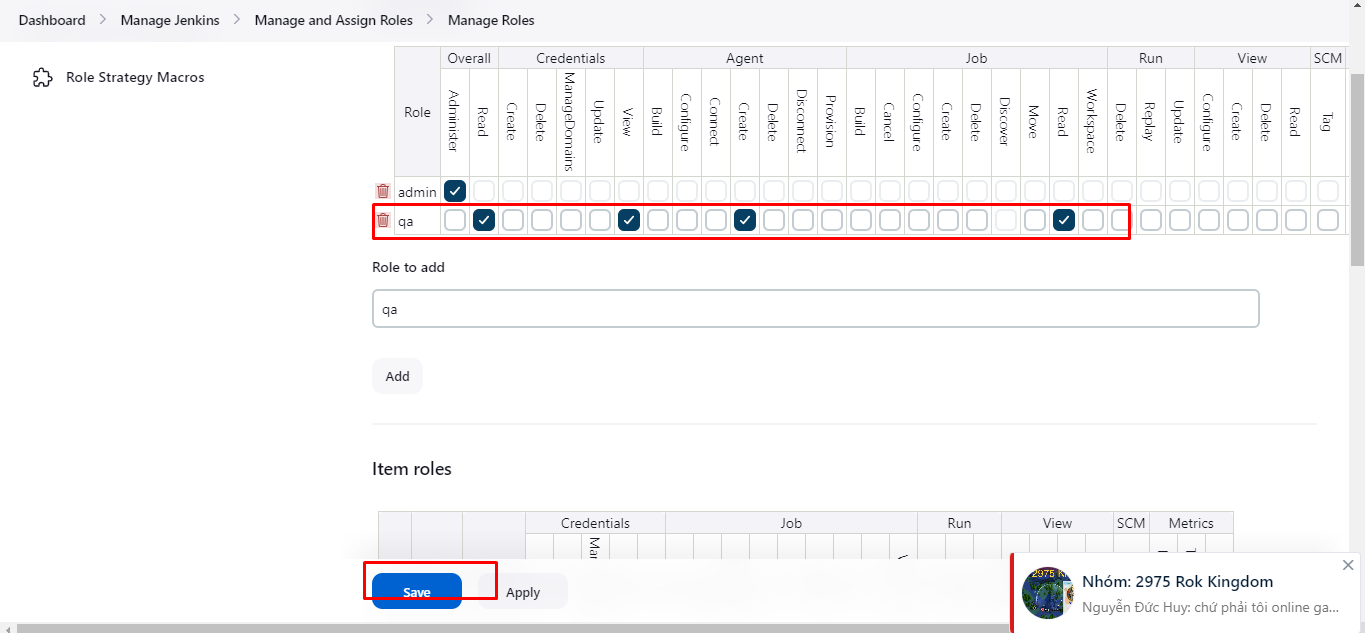 Dashboard > Manage Jenkins > Manage and Assign Roles > Manage Roles
Role Strategy Macros
Overall Credentials Agent Job Run View SCM
Role Administer Read Create Delete ManageDomains Update View Build Configure Connect Create Delete Disconnect Provision Build Cancel Configure Create Delete Discover Move Read Workspace Delete Replay Update Configure Create Delete Read Tag
admin
qa
Role to add
qa
Add
Item roles
Credentials Job Run View SCM Metrics
Save Apply
2975 K
Nhóm: 2975 Rok Kingdom
Nguyễn Đức Huy: chứ phải tôi online ga...